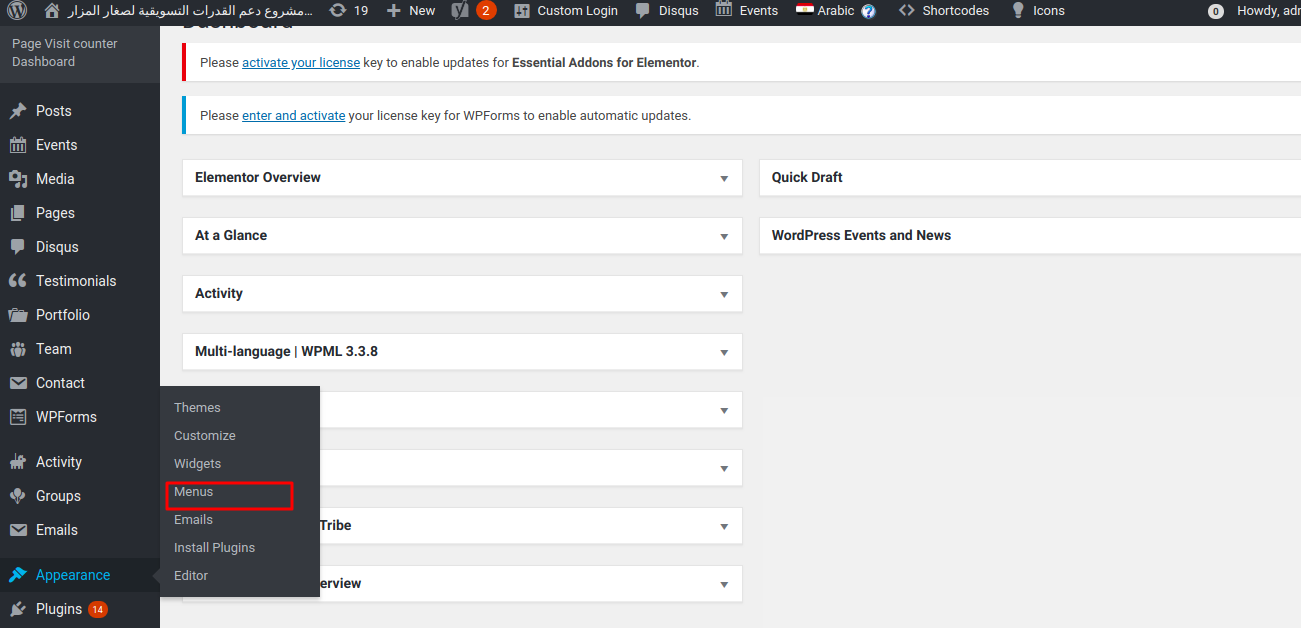 مشروع دعم القدرات التسويقية لصغار المزار...
19
New
2
Custom Login
Disqus
Events
Arabic
Shortcodes
Icons
0
Howdy,
Page Visit counter
Dashboard
Posts
Events
Media
Pages
Disqus
Testimonials
Portfolio
Team
Contact
WPForms
Activity
Groups
Emails
Appearance
Plugins 14
Themes
Customize
Widgets
Menus
Emails
Install Plugins
Editor
Dashboard
Please activate your license key to enable updates for Essential Addons for Elementor.
Please enter and activate your license key for WPForms to enable automatic updates.
Elementor Overview
At a Glance
Activity
Multi-language | WPML 3.3.8
Tribe
Quick Draft
WordPress Events and News